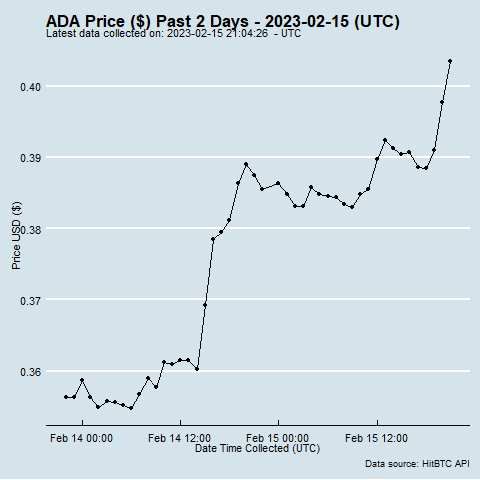 ADA Price ($) Past 2 Days - 2023-02-15 (UTC)
Latest data collected on: 2023-02-15 21:04:26 - UTC
0.40
0.39
0.38
0.37
0.36
Price USD ($)
Feb 14 00:00
Feb 14 12:00
Feb 15 00:00
Feb 15 12:00
Date Time Collected (UTC)
Data source: HitBTC API